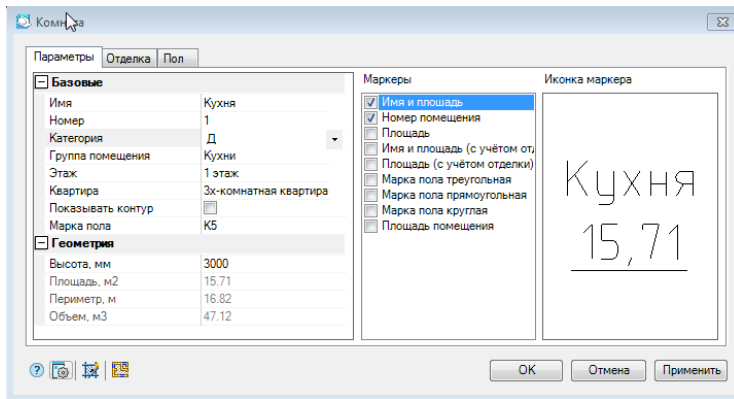 Комната
Параметры Отделка Пол
Базовые
Имя Кухня
Номер 1
Категория Д
Группа помещения Кухни
Этаж 1 этаж
Квартира 3х-комнатная квартира
Показывать контур
Марка пола К5
Геометрия
Высота, мм 3000
Площадь, м2 15.71
Периметр, м 16.82
Объем, м3 47.12
Маркеры
Имя и плошадь
Номер помещения
Площадь
Имя и площадь (с учётом отд
Площадь (с учётом отделки)
Марка пола треугольная
Марка пола прямоугольная
Марка пола круглая
Площадь помещения
Иконка маркера
Кухня
15,71
ОК Отмена Применить